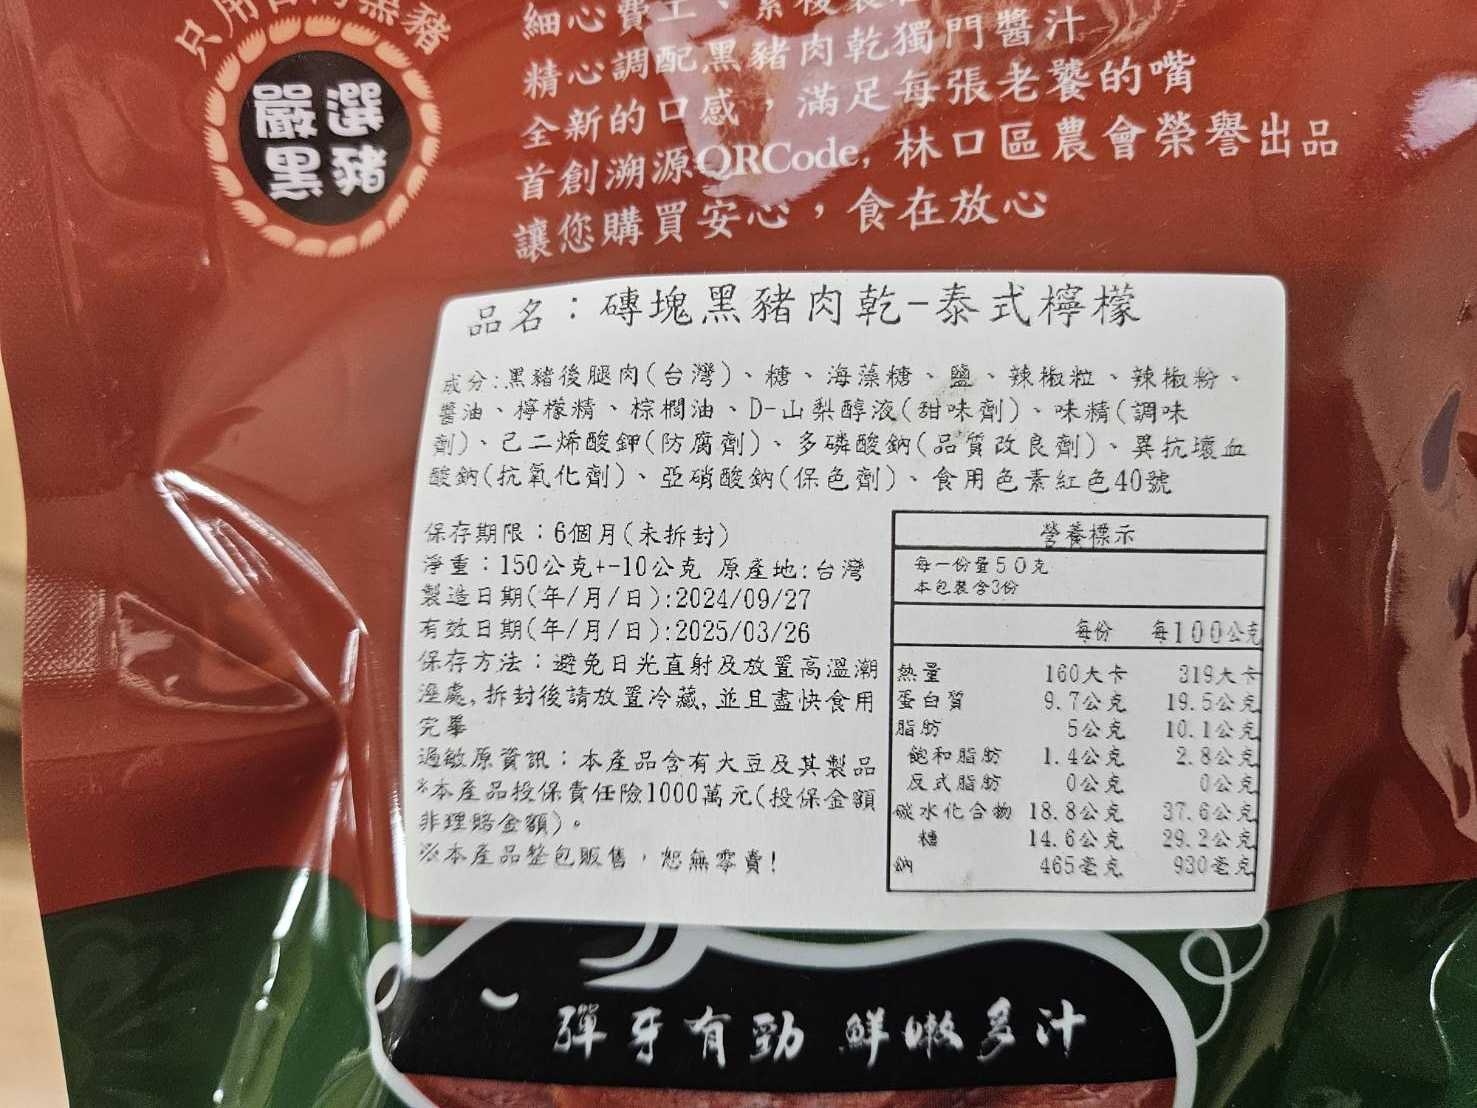 嚴選
黑豬
精心調配黑豬肉乾獨門醬汁
全新的口感，滿足每張老饕的嘴
首創溯源QRCode, 林口區農會榮譽出品
讓您購買安心，食在放心
品名：磚塊黑豬肉乾-泰式檸檬
成分:黑豬後腿肉(台灣)、糖、海藻糖、鹽、辣椒粒、辣椒粉、
醬油、檸檬精、棕櫚油、D-山梨醇液(甜味劑)、味精(調味
劑)、己二烯酸鉀(防腐劑)、多磷酸鈉(品質改良劑)、異抗壞血
酸鈉(抗氧化劑)、亞硝酸鈉(保色劑)、食用色素紅色40號
保存期限：6個月(未拆封)
淨重：150公克+-10公克 原產地:台灣
製造日期(年/月/日):2024/09/27
有效日期(年/月/日):2025/03/26
保存方法：避免日光直射及放置高溫潮
溼處,拆封後請放置冷藏,並且盡快食用
完畢
過敏原資訊：本產品含有大豆及其製品
*本產品投保責任險1000萬元(投保金額
非理賠金額)。
※本產品整包販售，恕無零賣!
營養標示
每一份量50克
本包裝含3份
每份 每100公克
熱量 160大卡 319大卡
蛋白質 9.7公克 19.5公克
脂肪 5公克 10.1公克
飽和脂肪 1.4公克 2.8公克
反式脂肪 0公克 0公克
碳水化合物 18.8公克 37.6公克
糖 14.6公克 29.2公克
鈉 465毫克 930毫克
彈牙有勁 鮮嫩多汁